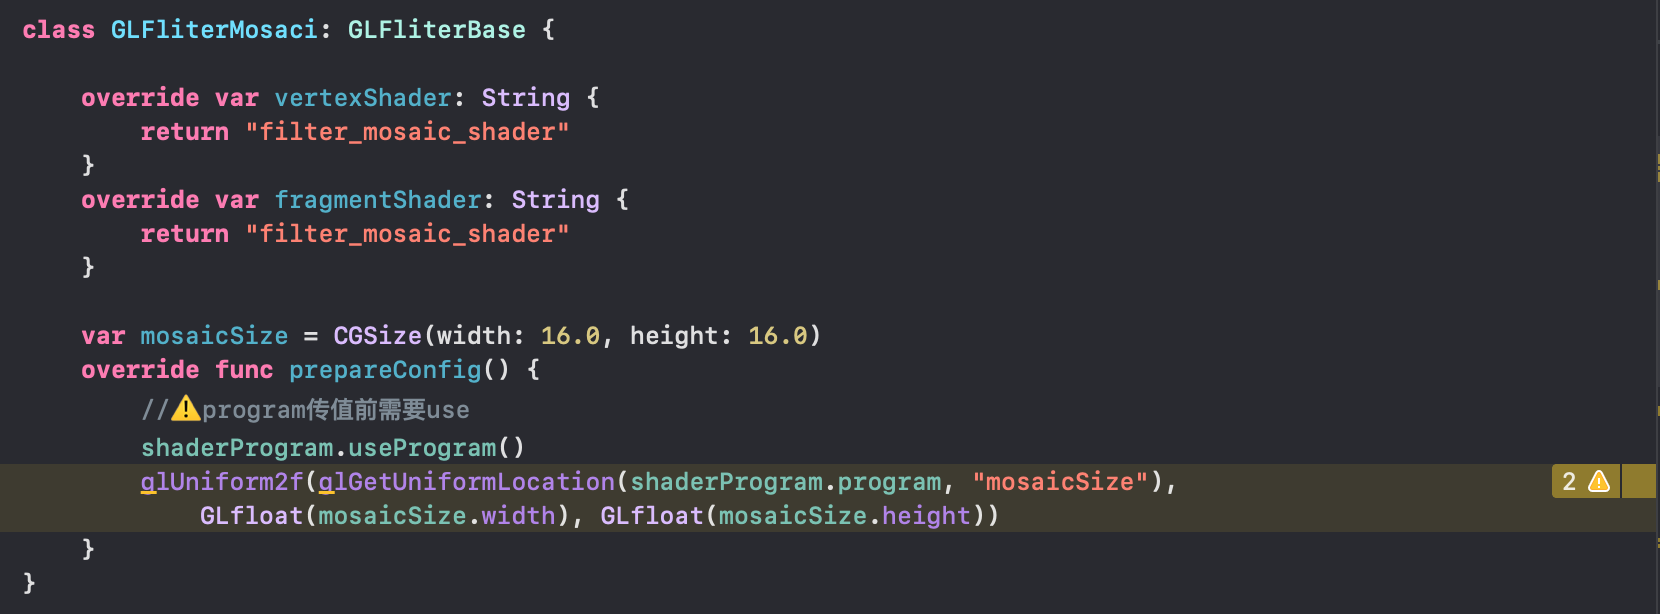 class GLFliterMosaci: GLFliterBase {
override var vertexShader: String {
return "filter_mosaic_shader"
}
override var fragmentShader: String {
return "filter_mosaic_shader"
}
var mosaicSize = CGSize(width: 16.0, height: 16.0)
override func prepareConfig() {
//⚠️program传值前需要use
shaderProgram.useProgram()
glUniform2f(glGetUniformLocation(shaderProgram.program, "mosaicSize"), 2
GLfloat(mosaicSize.width), GLfloat(mosaicSize.height))
}
}